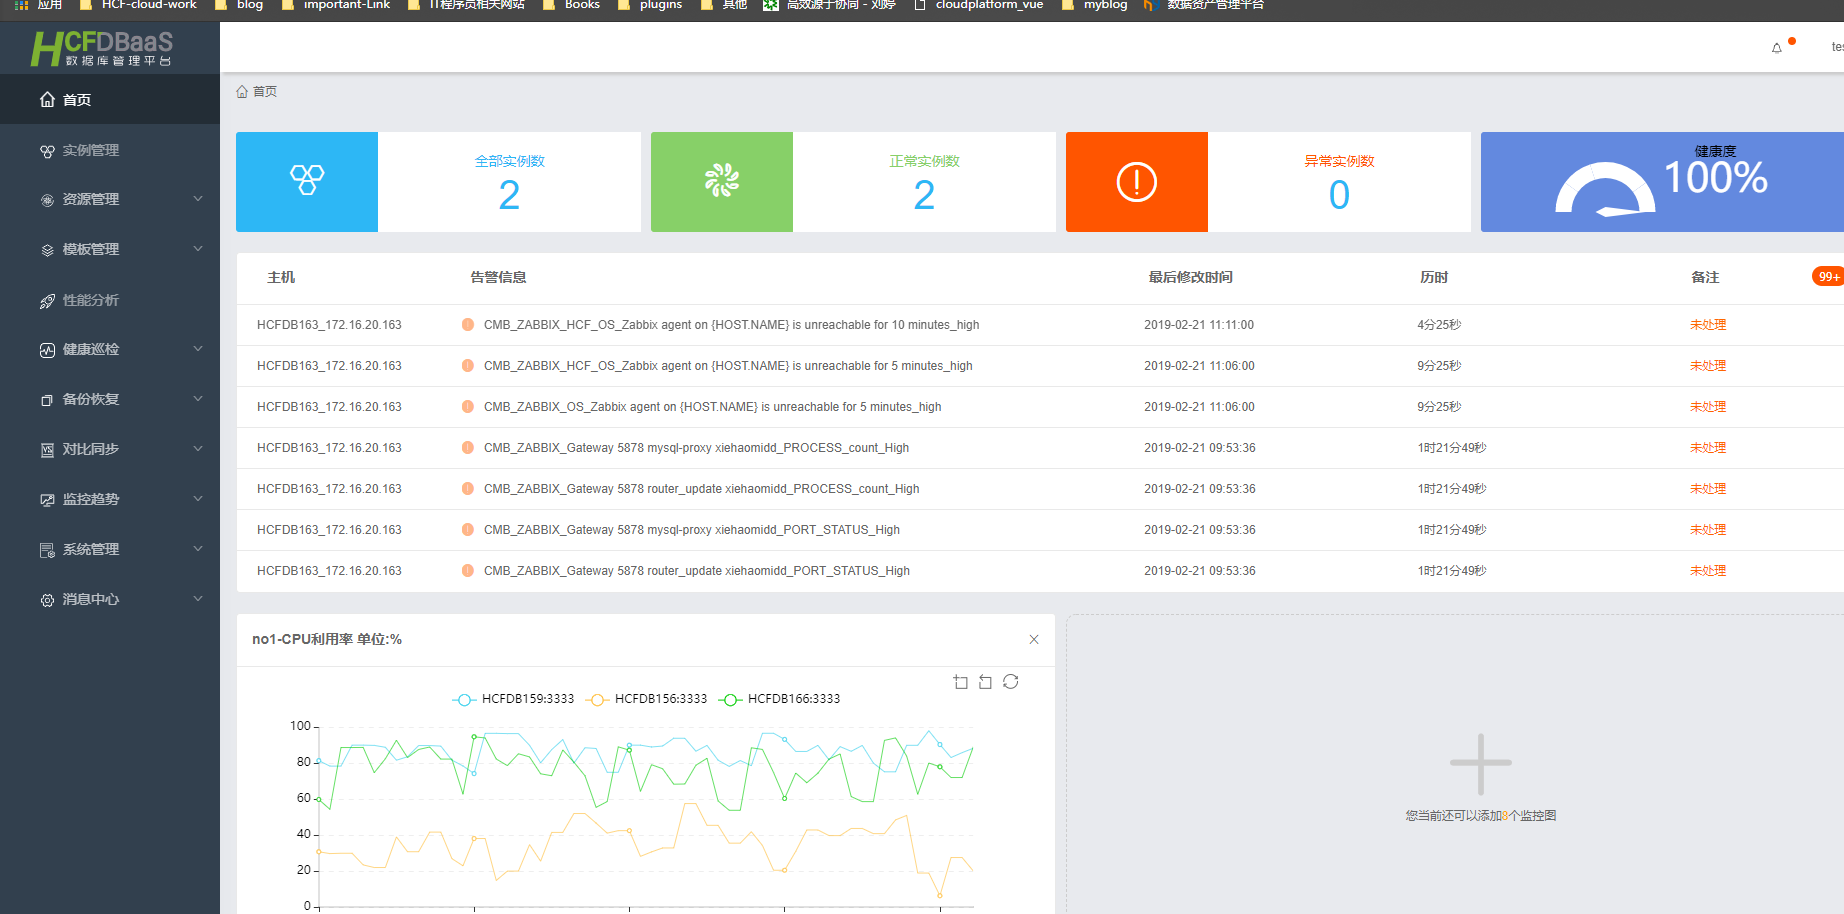 应用 HCF-cloud-work blog important-Link IT程序员相关网站 Books plugins 其他 高效源于协同 - 刘婷 cloudplatform_vue myblog 数据资产管理平台
HCFDBaaS
数据库管理平台
首页
实例管理
资源管理
模板管理
性能分析
健康巡检
备份恢复
对比同步
监控趋势
系统管理
消息中心
tes
首页
全部实例数
2
正常实例数
2
异常实例数
0
健康度
100%
主机 告警信息 最后修改时间 历时 备注 99+
HCFDB163_172.16.20.163 CMB_ZABBIX_HCF_OS_Zabbix agent on {HOST.NAME} is unreachable for 10 minutes_high 2019-02-21 11:11:00 4分25秒 未处理
HCFDB163_172.16.20.163 CMB_ZABBIX_HCF_OS_Zabbix agent on {HOST.NAME} is unreachable for 5 minutes_high 2019-02-21 11:06:00 9分25秒 未处理
HCFDB163_172.16.20.163 CMB_ZABBIX_OS_Zabbix agent on {HOST.NAME} is unreachable for 5 minutes_high 2019-02-21 11:06:00 9分25秒 未处理
HCFDB163_172.16.20.163 CMB_ZABBIX_Gateway 5878 mysql-proxy xiehaomidd_PROCESS_count_High 2019-02-21 09:53:36 1时21分49秒 未处理
HCFDB163_172.16.20.163 CMB_ZABBIX_Gateway 5878 router_update xiehaomidd_PROCESS_count_High 2019-02-21 09:53:36 1时21分49秒 未处理
HCFDB163_172.16.20.163 CMB_ZABBIX_Gateway 5878 mysql-proxy xiehaomidd_PORT_STATUS_High 2019-02-21 09:53:36 1时21分49秒 未处理
HCFDB163_172.16.20.163 CMB_ZABBIX_Gateway 5878 router_update xiehaomidd_PORT_STATUS_High 2019-02-21 09:53:36 1时21分49秒 未处理
no1-CPU利用率 单位:%
HCFDB159:3333 HCFDB156:3333 HCFDB166:3333
100
80
60
40
20
0
您当前还可以添加8个监控图